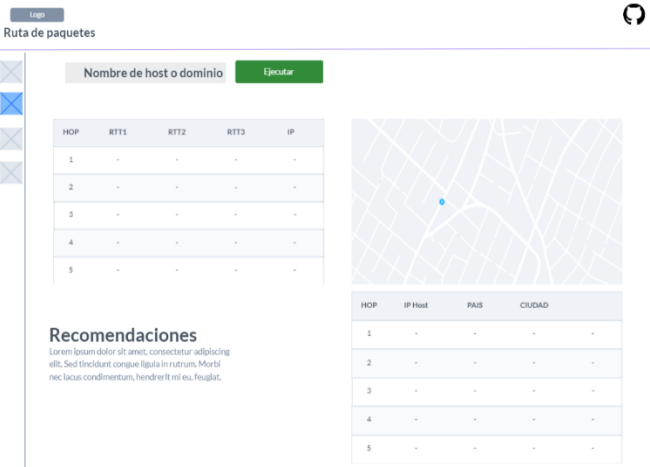 Logo
Ruta de paquetes
Nombre de host o dominio
Ejecutar
HOP RTT1 RTT2 RTT3 IP
1 - - - -
2 - - - -
3 - - - -
4 - - - -
5 - - - -
HOP IP Host PAIS CIUDAD
1 - - - -
2 - - - -
3 - - - -
4 - - - -
5 - - - -
Recomendaciones
Lorem ipsum dolor sit amet, consectetur adipiscing
elit. Sed tincidunt congue ligula in rutrum. Morbi
nec lacus condimentum, hendrerit mi eu, feugiat.